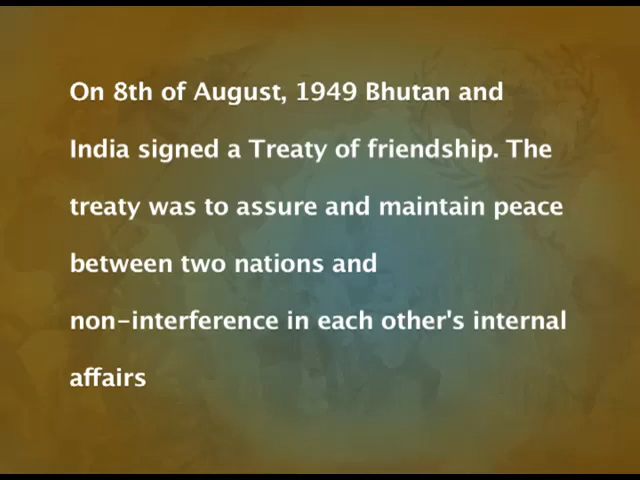 On 8th of August, 1949 Bhutan and
India signed a Treaty of friendship. The
treaty was to assure and maintain peace
between two nations and
non-interference in each other's internal
affairs